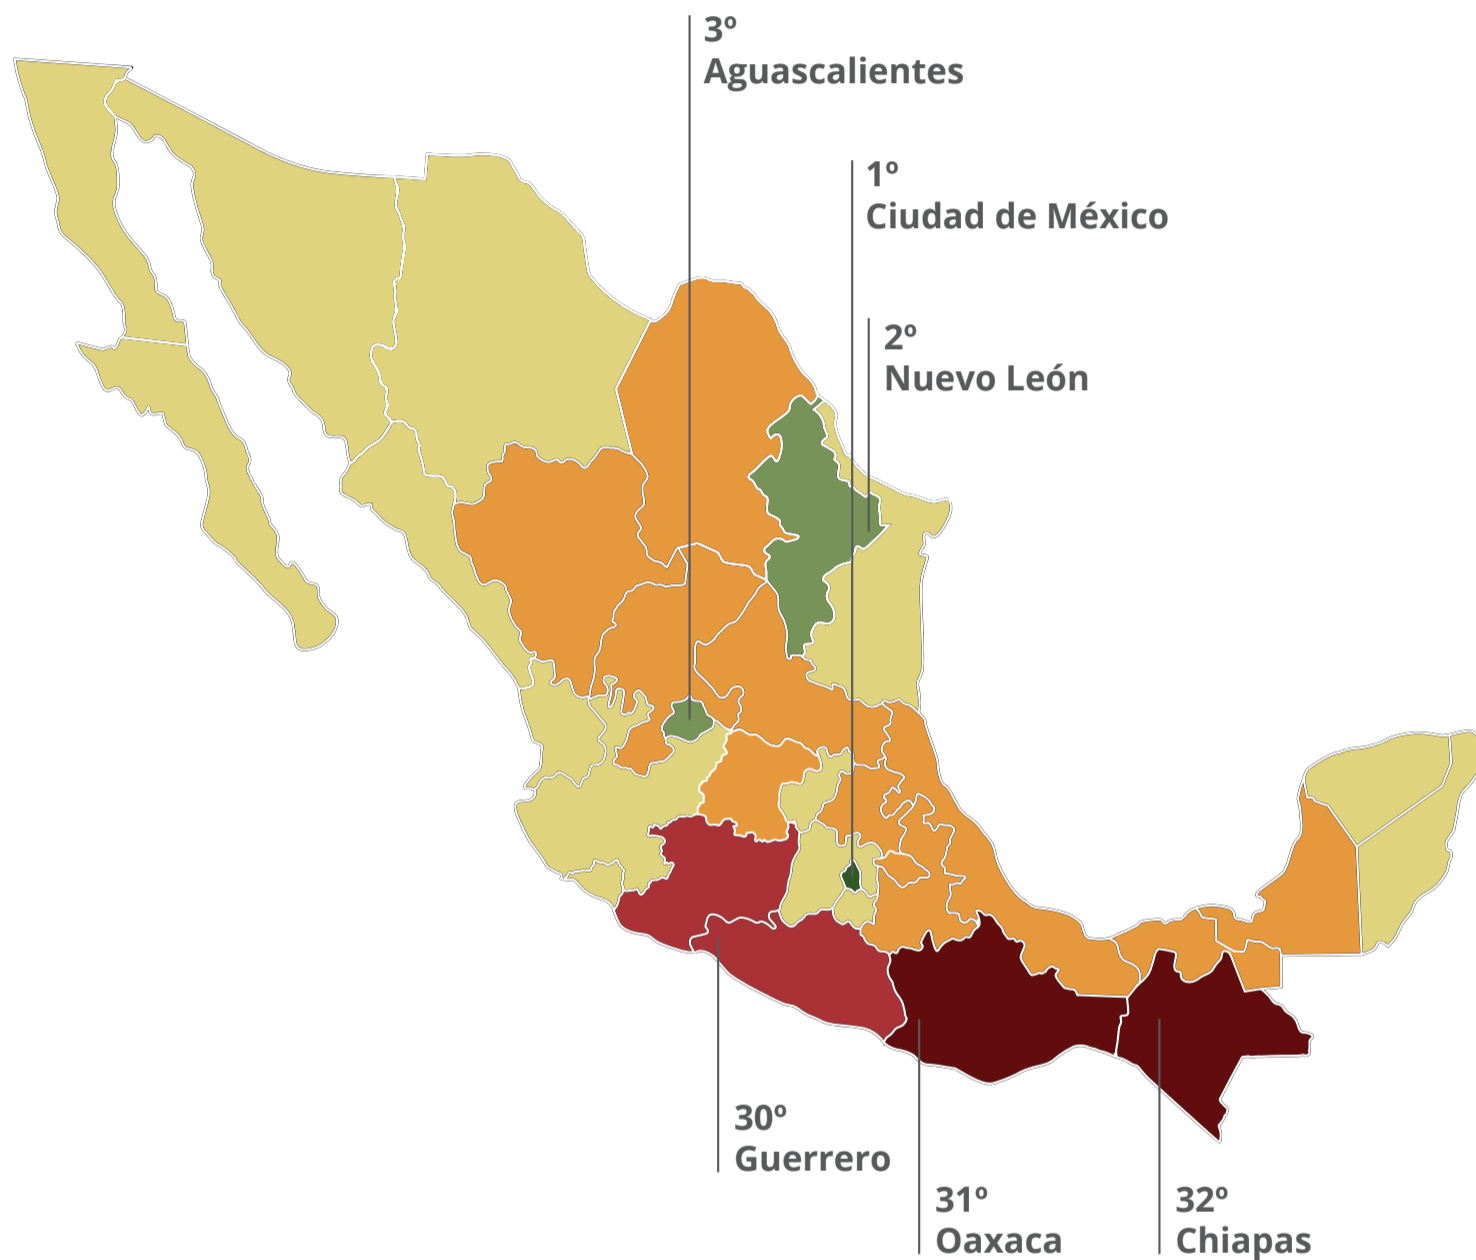 3º
Aguascalientes
1º
Ciudad de México
2º
Nuevo León
30º
Guerrero
31º
Oaxaca
32º
Chiapas